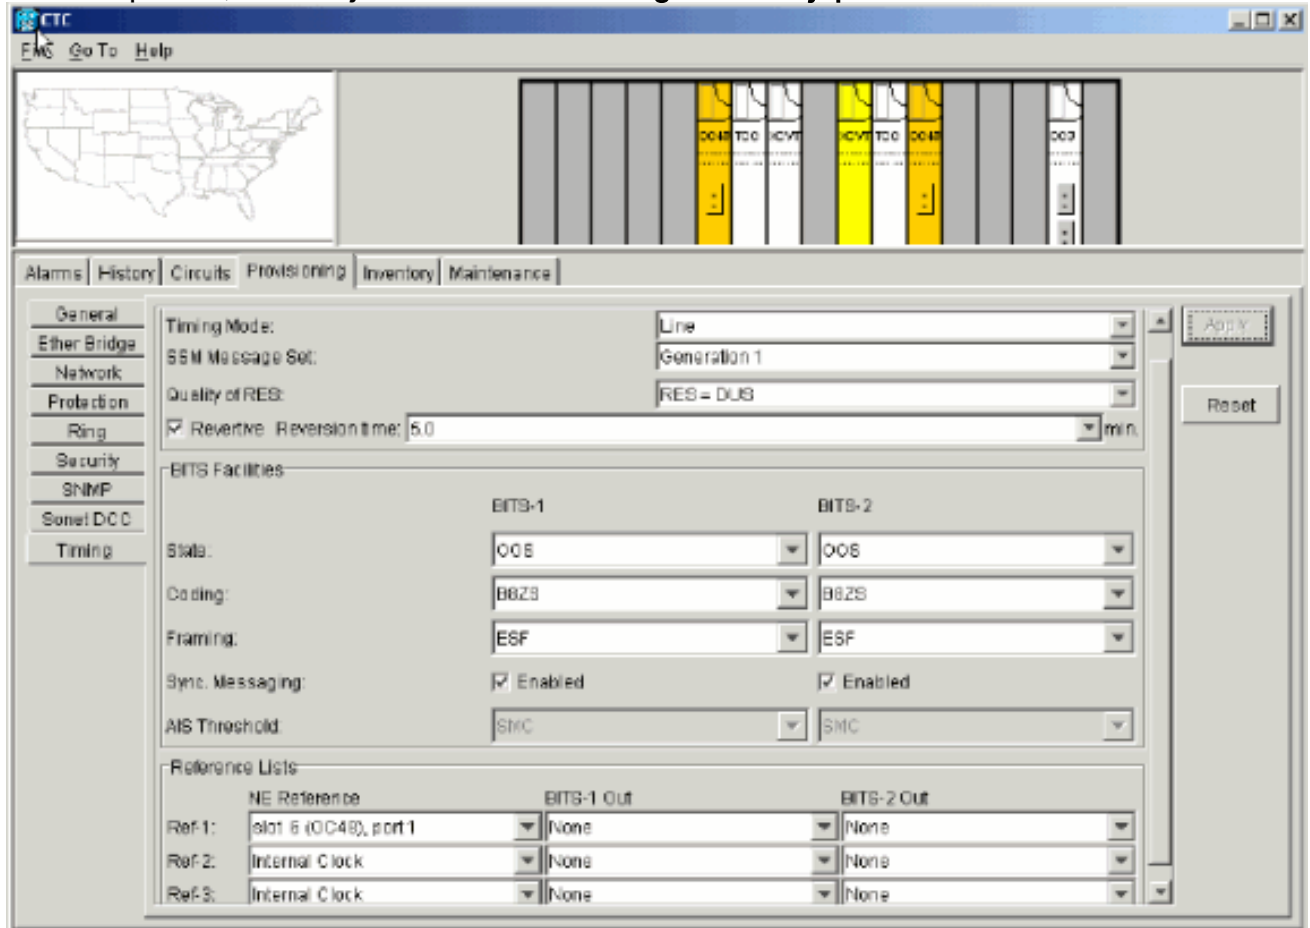 CTC
Go To Help
OC48 TCC XCVT XCVT TCC OC48 OC3
Alarms History Circuits Provisioning Inventory Maintenance
General
Ether Bridge
Network
Protection
Ring
Security
SNMP
Sonet DCC
Timing
Timing Mode: Line
SSM Message Set: Generation 1
Quality of RES: RES = DUS
Revertive Reversion time: 5.0 min.
Apply
Reset
BITS Facilities
BITS-1 BITS-2
State: OOS OOS
Coding: B8ZS B8ZS
Framing: ESF ESF
Sync. Messaging: Enabled Enabled
AIS Threshold: SMC SMC
Reference Lists
NE Reference BITS-1 Out BITS-2 Out
Ref-1: slot 6 (OC48), port 1 None None
Ref-2: Internal Clock None None
Ref-3: Internal Clock None None